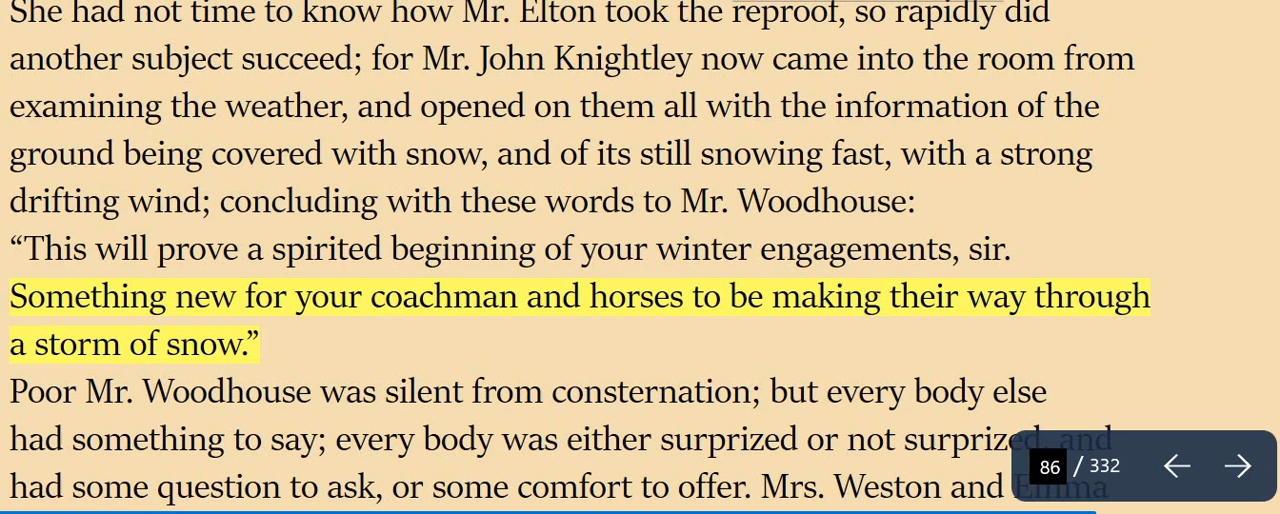 She had not time to know how Mr. Elton took the reproof, so rapidly did
another subject succeed; for Mr. John Knightley now came into the room from
examining the weather, and opened on them all with the information of the
ground being covered with snow, and of its still snowing fast, with a strong
drifting wind; concluding with these words to Mr. Woodhouse:
“This will prove a spirited beginning of your winter engagements, sir.
Something new for your coachman and horses to be making their way through
a storm of snow.”
Poor Mr. Woodhouse was silent from consternation; but every body else
had something to say; every body was either surprized or not surprized, and
had some question to ask, or some comfort to offer. Mrs. Weston and Emma
86 / 332